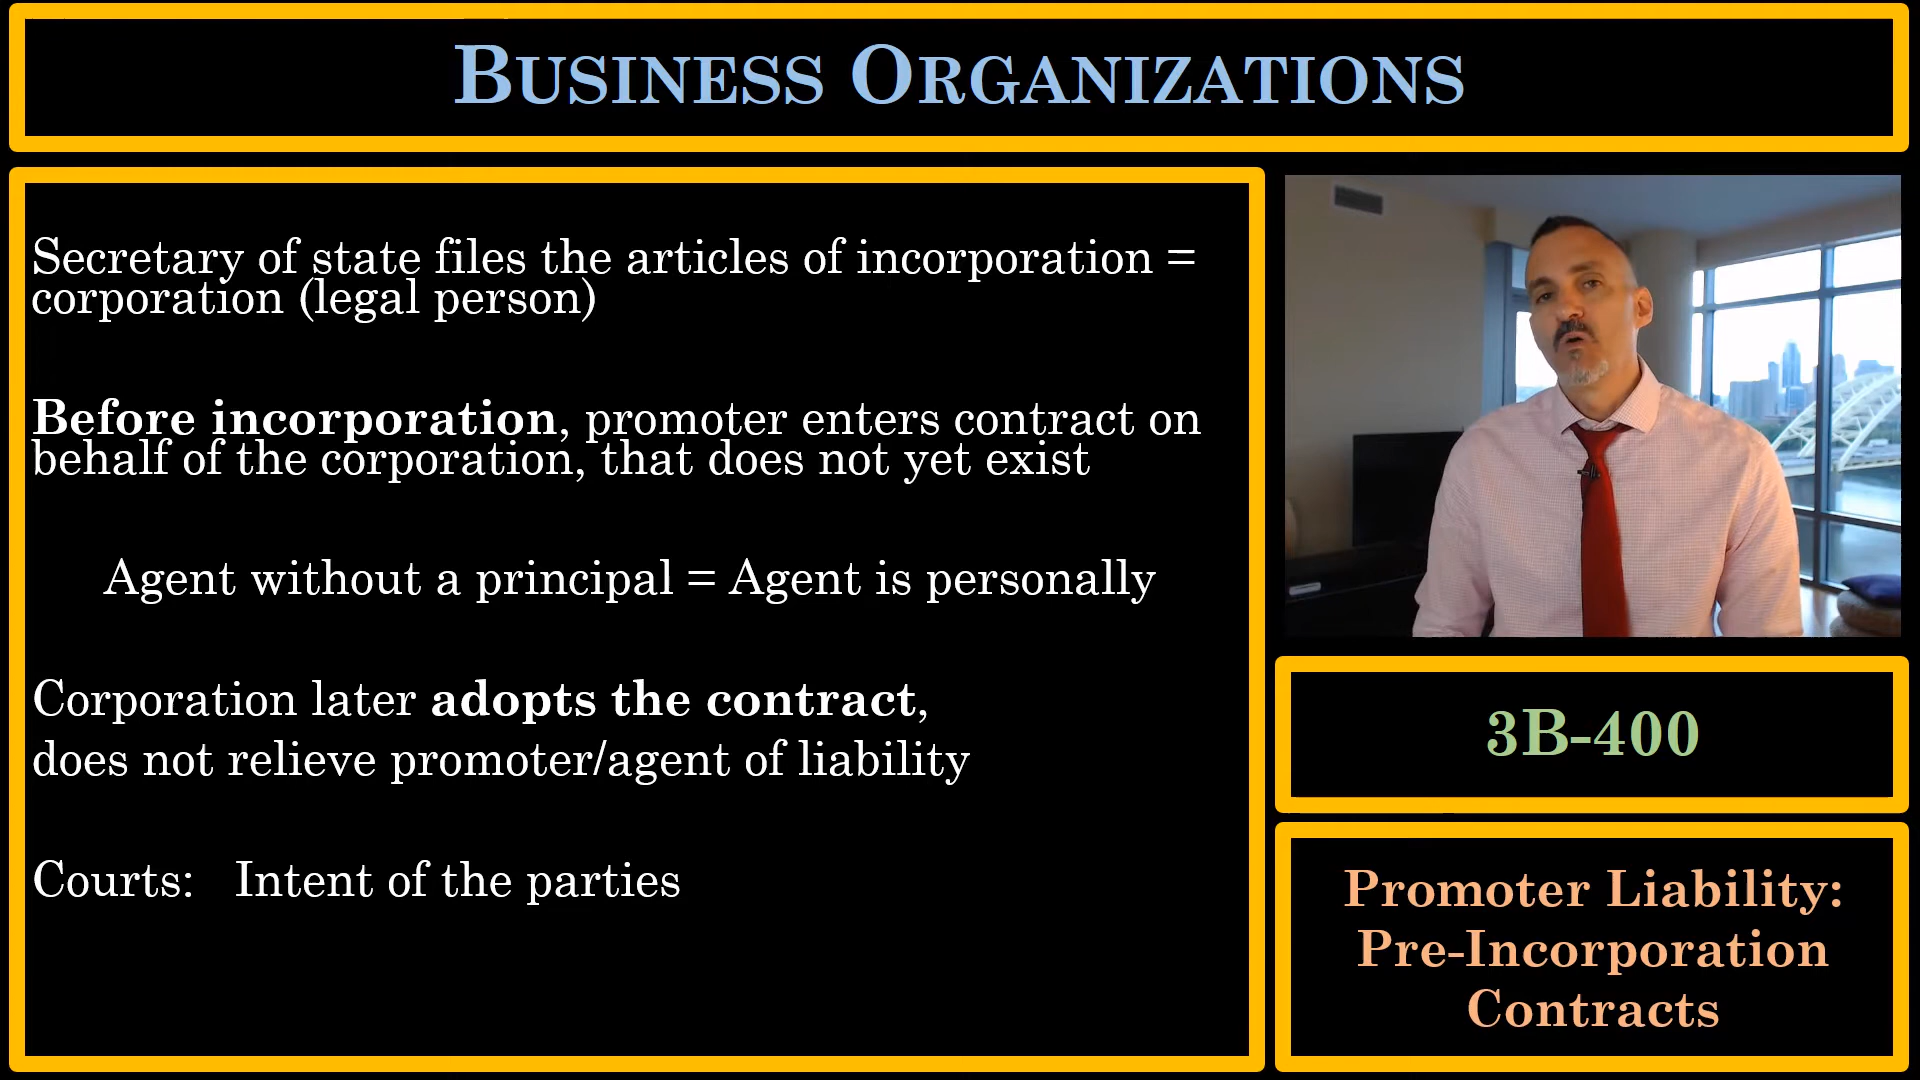 BUSINESS ORGANIZATIONS
Secretary of state files the articles of incorporation =
corporation (legal person)
Before incorporation, promoter enters contract on
behalf of the corporation, that does not yet exist
Agent without a principal = Agent is personally
Corporation later adopts the contract,
does not relieve promoter/agent of liability
Courts: Intent of the parties
3B-400
Promoter Liability:
Pre-Incorporation
Contracts